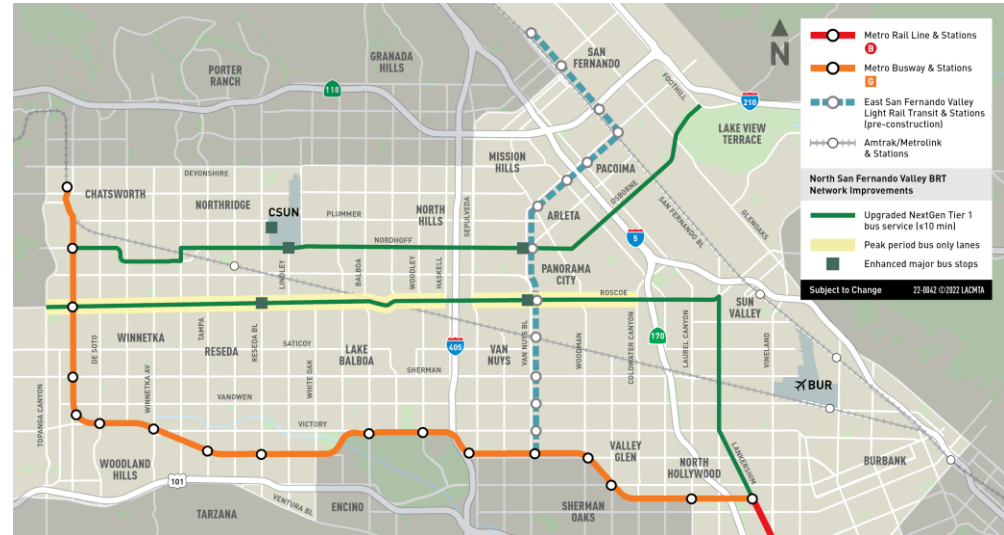 SAN
FERNANDO
GRANADA
HILLS
PORTER
RANCH
118
FOOTHILL
210
LAKE VIEW
TERRACE
N
Metro Rail Line & Stations
B
Metro Busway & Stations
G
East San Fernando Valley
Light Rail Transit & Stations
(pre-construction)
Amtrak/Metrolink
& Stations
North San Fernando Valley BRT
Network Improvements
Upgraded NextGen Tier 1
bus service (≤10 min)
Peak period bus only lanes
Enhanced major bus stops
Subject to Change
22-0042 ©2022 LACMTA
MISSION
HILLS
PACOIMA
DEVONSHIRE
CHATSWORTH
NORTHRIDGE
CSUN
PLUMMER
NORTH
HILLS
SEPULVEDA
ARLETA
OSBORNE
SAN FERNANDO BL
GLENOAKS
NORDHOFF
5
LINDLEY
BALBOA
WOODLEY
HASKELL
PANORAMA
CITY
ROSCOE
SUN
VALLEY
WINNETKA
DE SOTO
TAMPA
RESEDA
RESEDA BL
SATICOY
WHITE OAK
LAKE
BALBOA
405
SHERMAN
VAN
NUYS
VAN NUYS BL
WOODMAN
COLDWATER CANYON
170
LAUREL CANYON
VINELAND
BUR
TOPANGA CANYON
WINNETKA AV
VANOWEN
VICTORY
WOODLAND
HILLS
101
VENTURA BL
TARZANA
ENCINO
VALLEY
GLEN
SHERMAN
OAKS
NORTH
HOLLYWOOD
LANKERSHIM
BURBANK